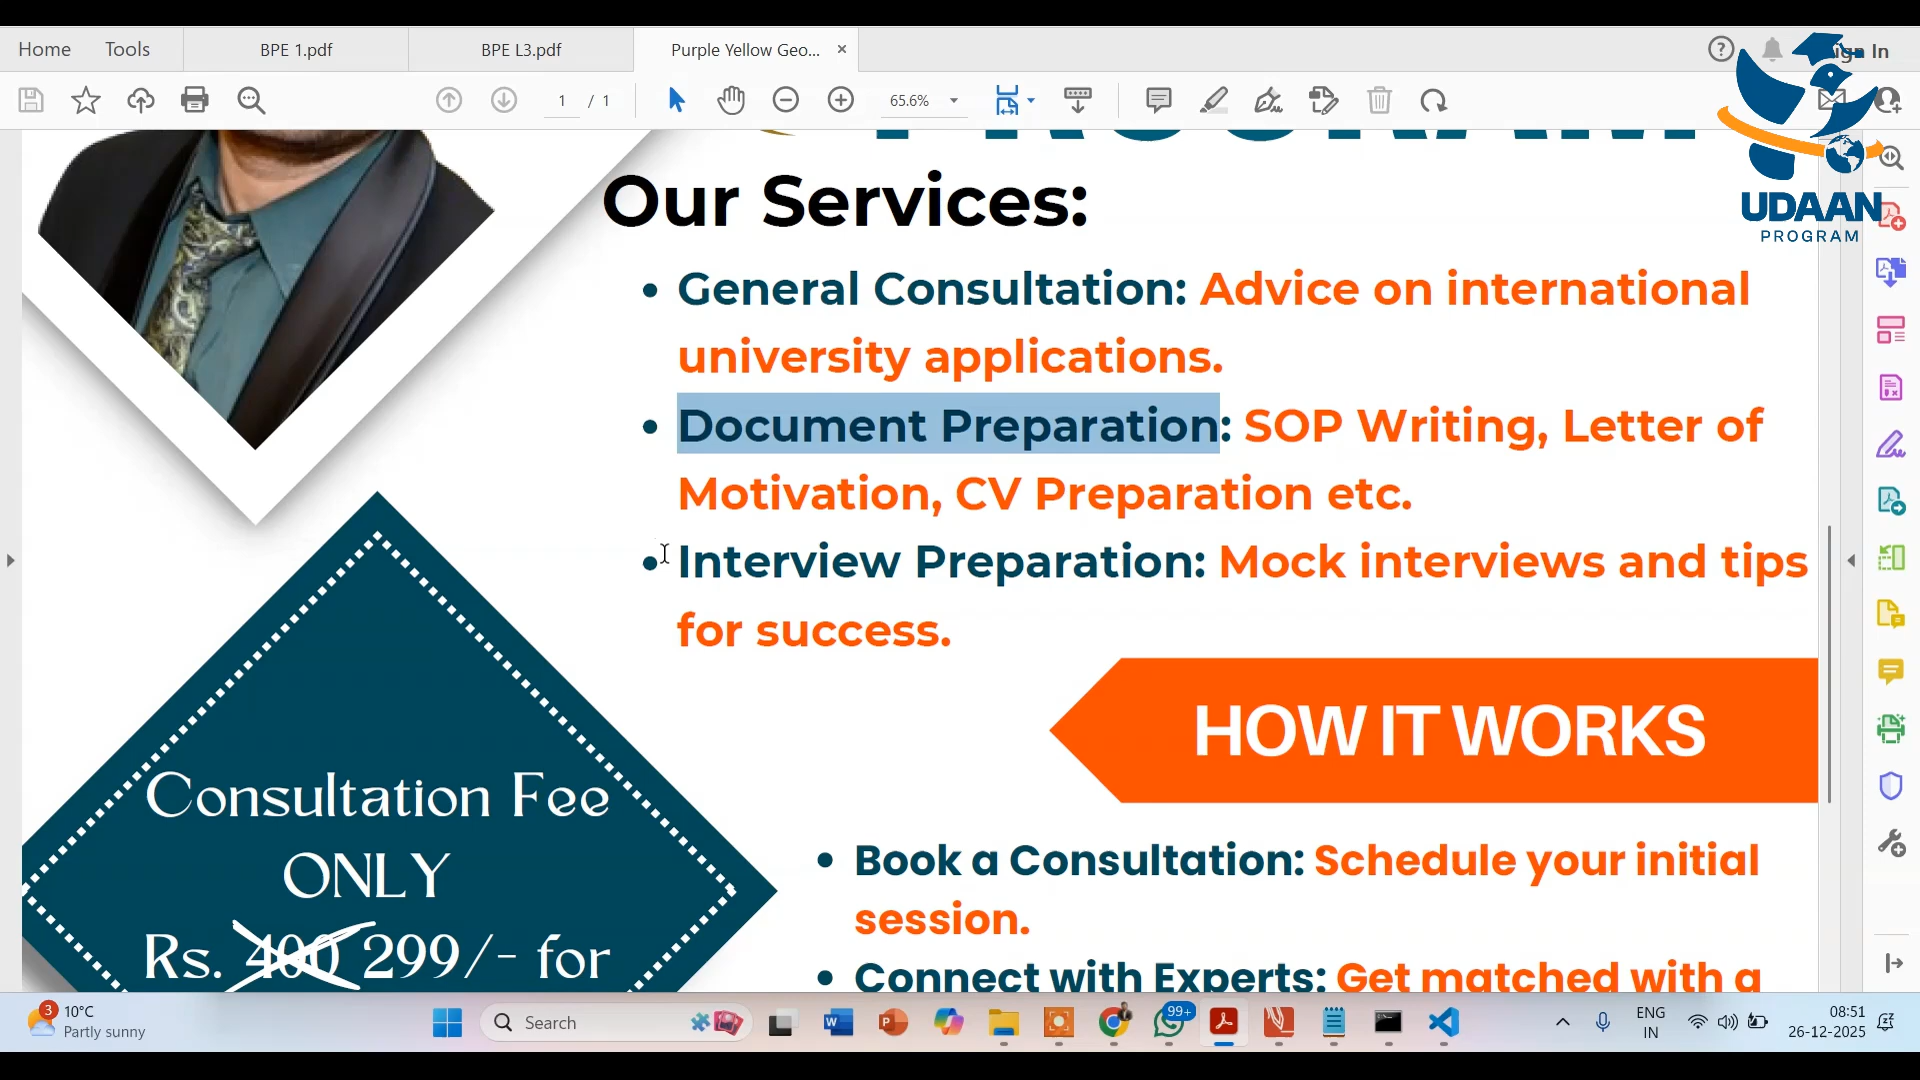 Home Tools BPE 1.pdf BPE L3.pdf Purple Yellow Geo... ×
1 / 1 65.6%
UDAAN
PROGRAM
Our Services:
• General Consultation: Advice on international
university applications.
• Document Preparation: SOP Writing, Letter of
Motivation, CV Preparation etc.
• Interview Preparation: Mock interviews and tips
for success.
HOW IT WORKS
Consultation Fee
ONLY
Rs. 400 299/- for
• Book a Consultation: Schedule your initial
session.
• Connect with Experts: Get matched with a
3 10°C
Partly sunny
Search
99+
ENG
IN
08:51
26-12-2025